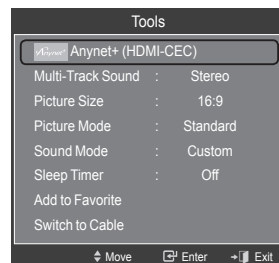 Tools
Anynet+ Anynet+ (HDMI-CEC)
Multi-Track Sound : Stereo
Picture Size : 16:9
Picture Mode : Standard
Sound Mode : Custom
Sleep Timer : Off
Add to Favorite
Switch to Cable
Move Enter Exit